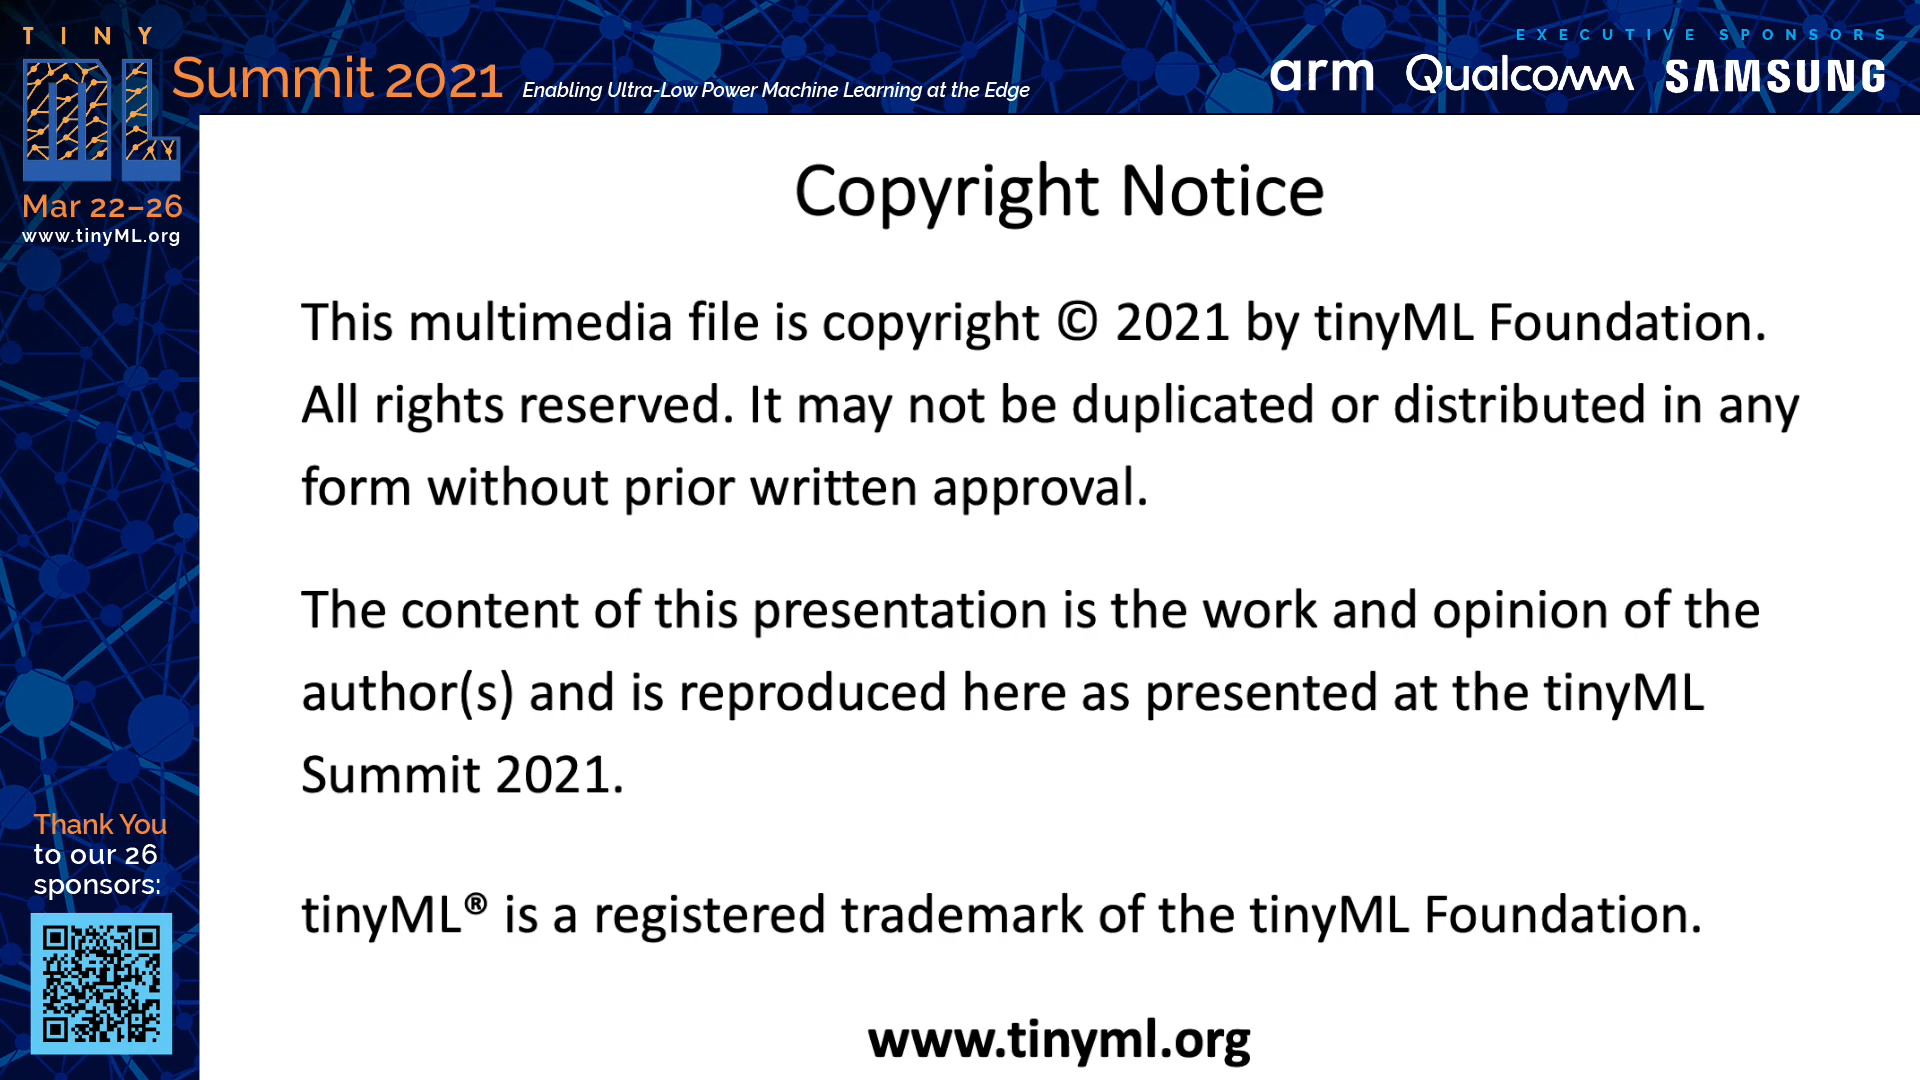 TINY
ML
Summit 2021
Enabling Ultra-Low Power Machine Learning at the Edge
EXECUTIVE SPONSORS
arm Qualcomm SAMSUNG
Mar 22–26
www.tinyML.org
Copyright Notice
This multimedia file is copyright © 2021 by tinyML Foundation.
All rights reserved. It may not be duplicated or distributed in any
form without prior written approval.
The content of this presentation is the work and opinion of the
author(s) and is reproduced here as presented at the tinyML
Summit 2021.
tinyML® is a registered trademark of the tinyML Foundation.
www.tinyml.org
Thank You
to our 26
sponsors: